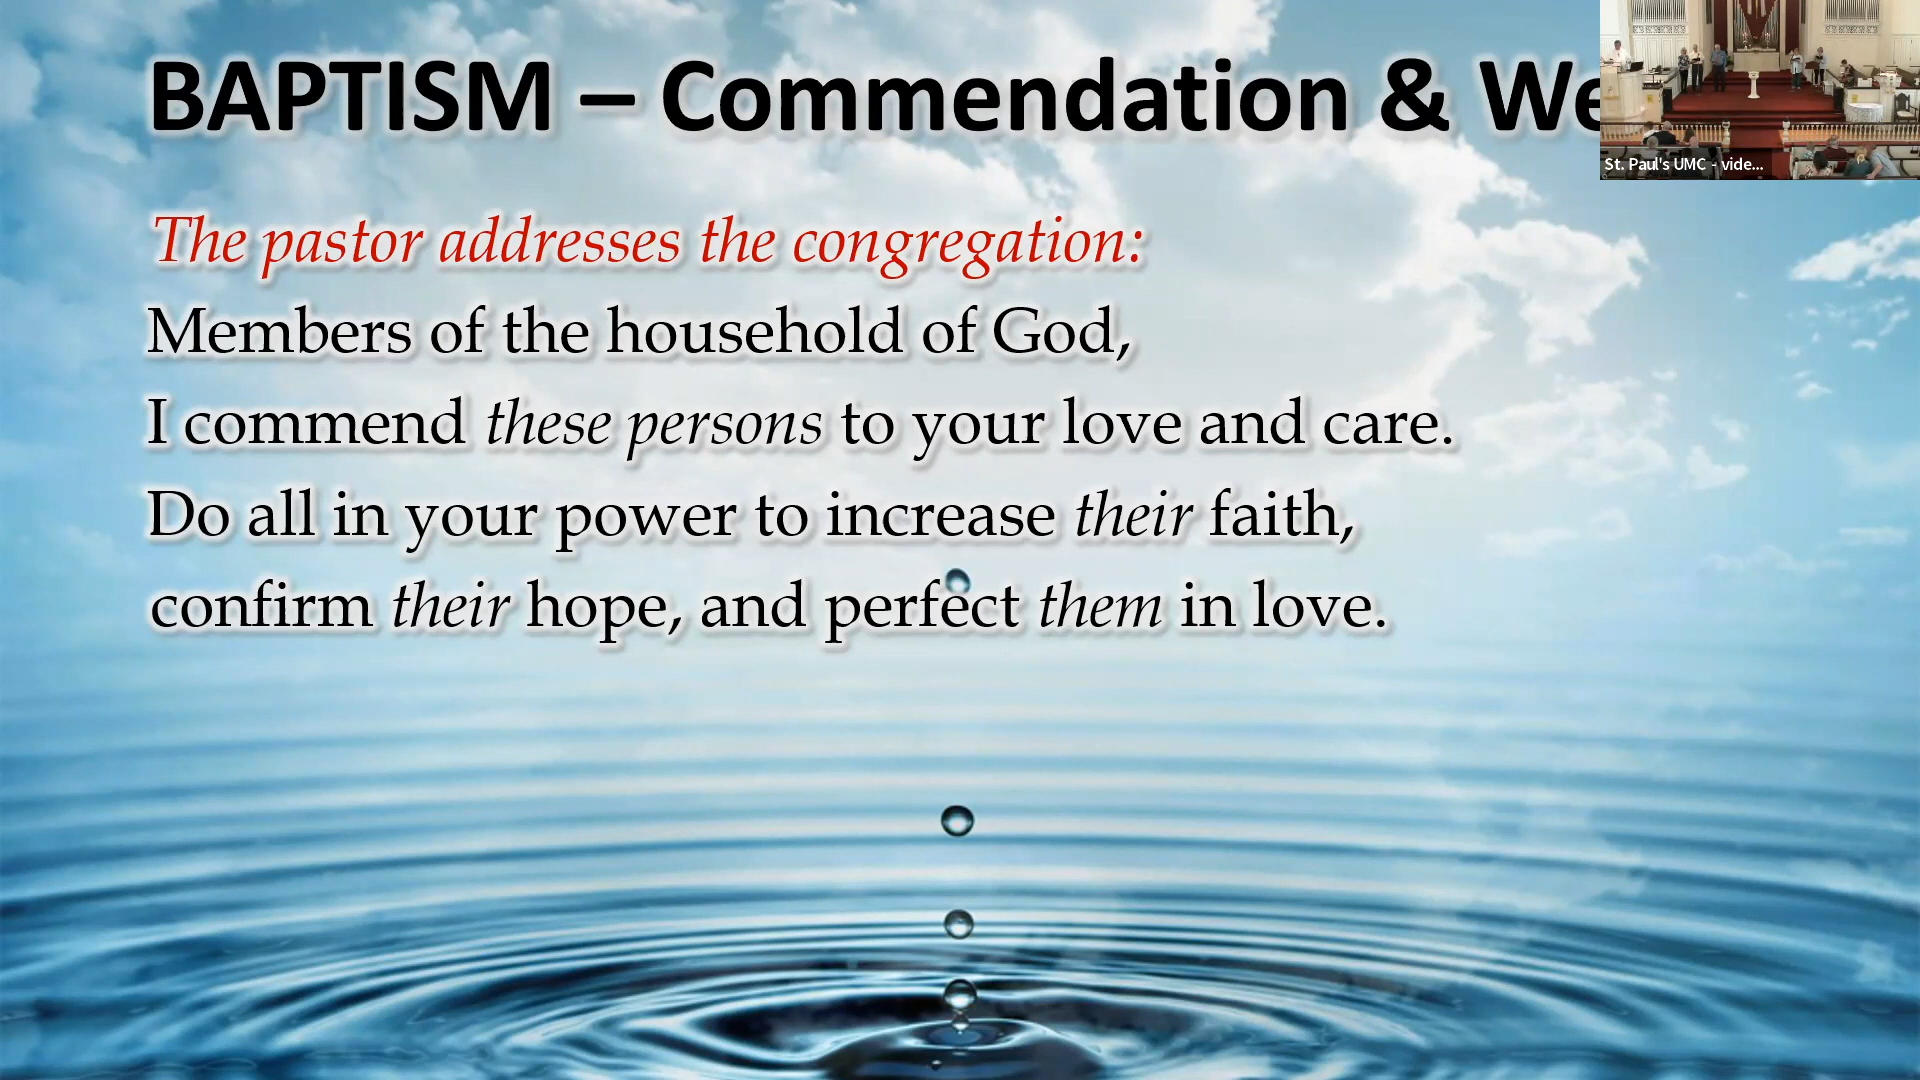 BAPTISM – Commendation & We
St. Paul's UMC - vide...
The pastor addresses the congregation:
Members of the household of God,
I commend these persons to your love and care.
Do all in your power to increase their faith,
confirm their hope, and perfect them in love.